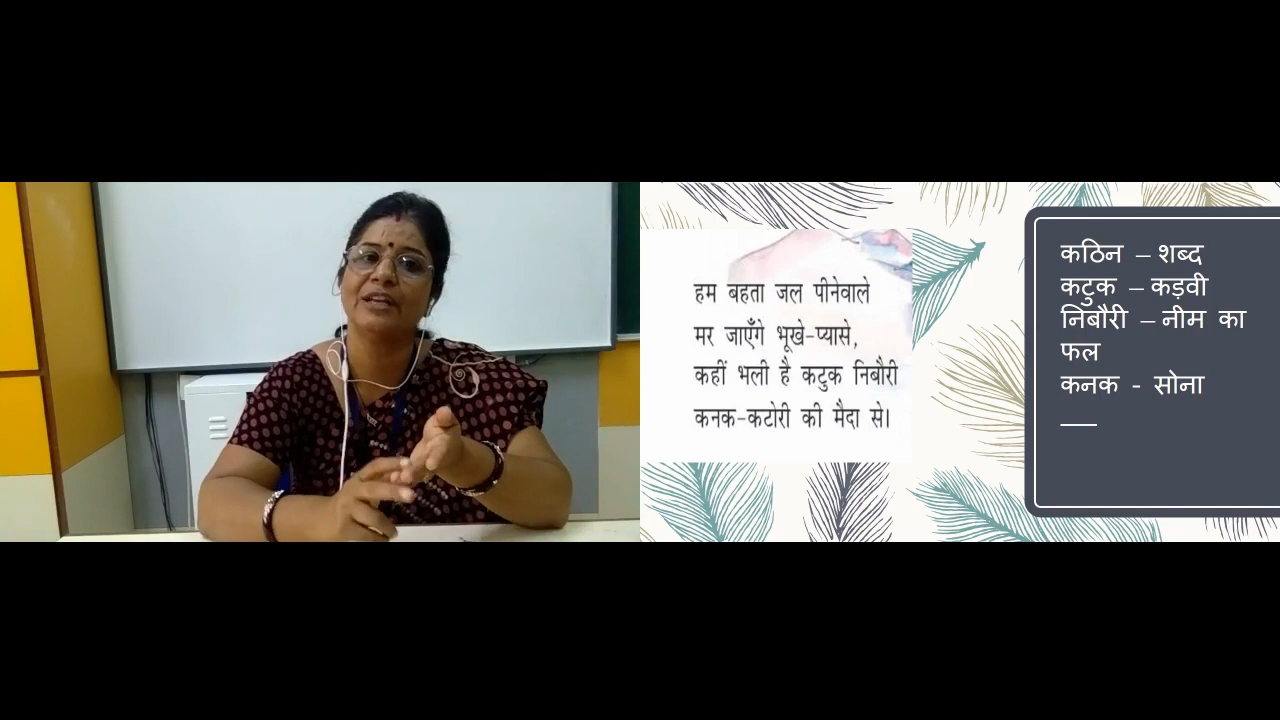 हम बहता जल पीनेवाले
मर जाएँगे भूखे-प्यासे,
कहीं भली है कटुक निबौरी
कनक-कटोरी की मैदा से।
कठिन – शब्द
कटुक – कड़वी
निबौरी – नीम का
फल
कनक - सोना